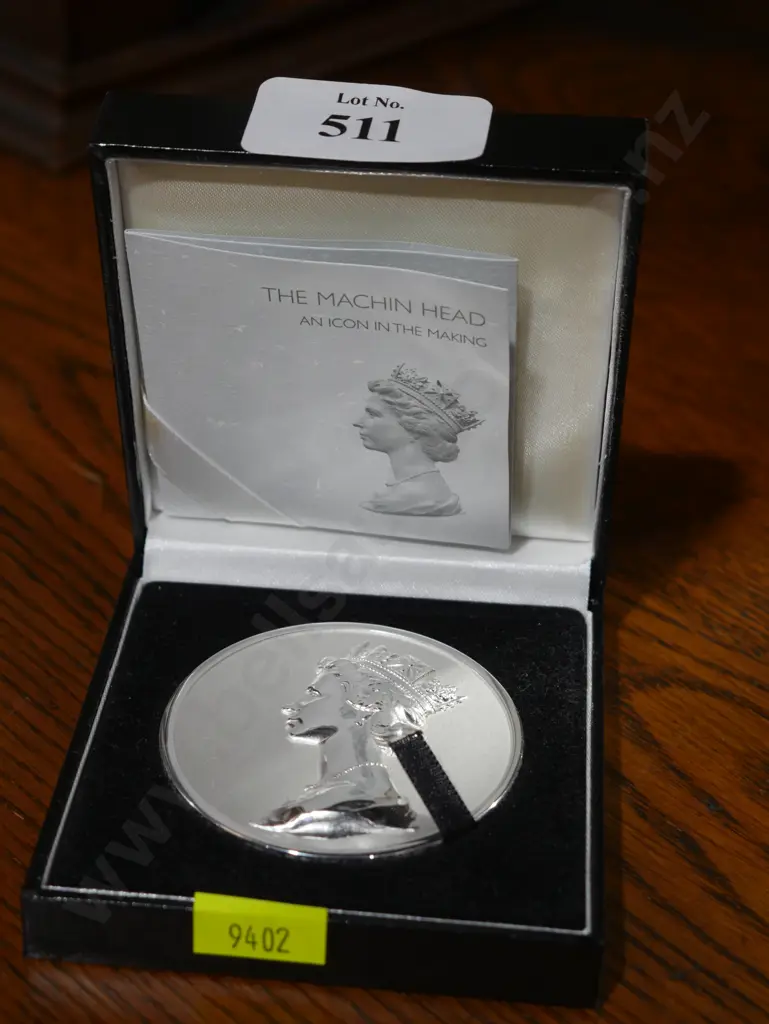 Lot No.
511
THE MACHIN HEAD
AN ICON IN THE MAKING
9402